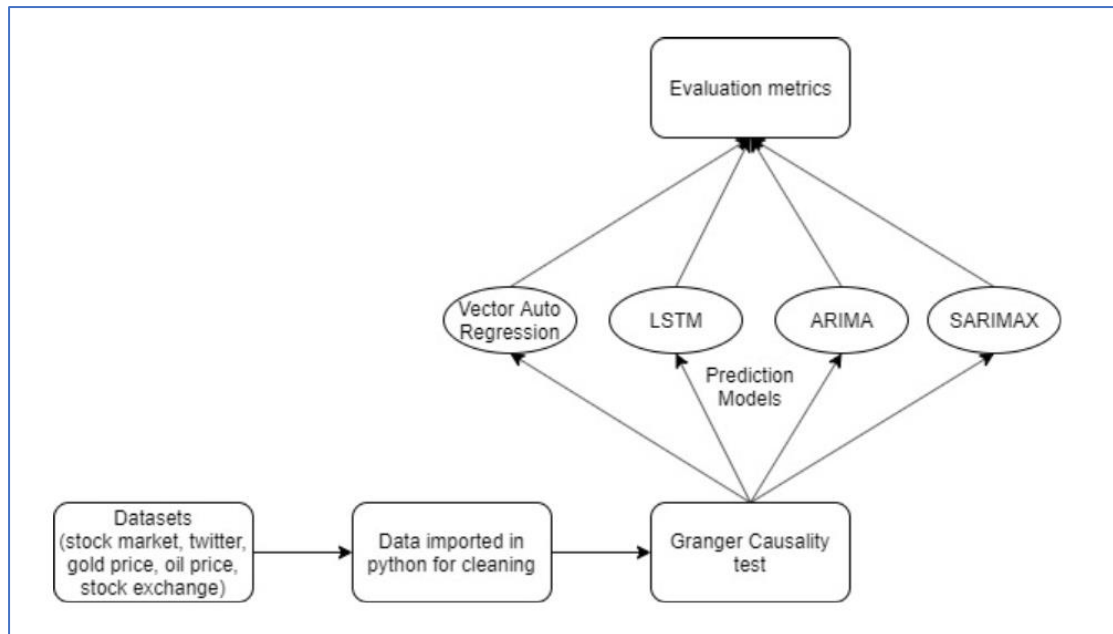 Evaluation metrics
Vector Auto
Regression
LSTM
ARIMA
SARIMAX
Prediction
Models
Datasets
(stock market, twitter,
gold price, oil price,
stock exchange)
Data imported in
python for cleaning
Granger Causality
test